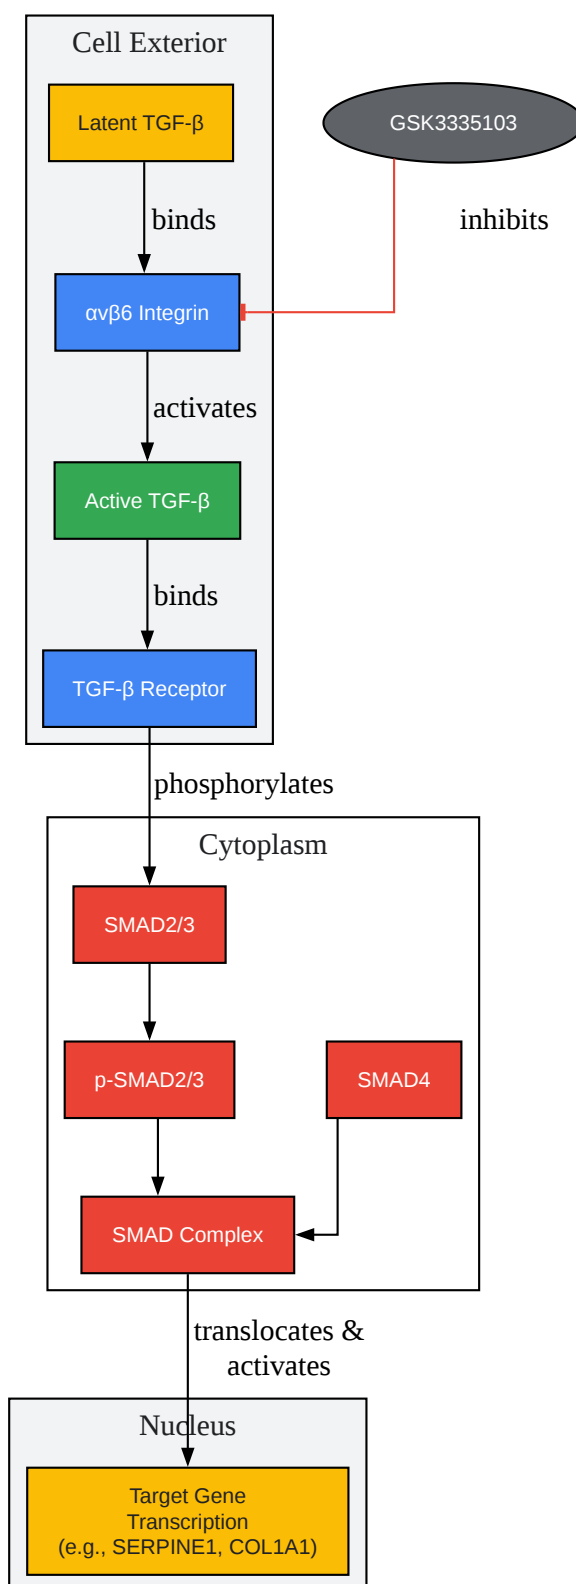 Cell Exterior
Latent TGF-β
GSK3335103
binds
inhibits
αvβ6 Integrin
activates
Active TGF-β
binds
TGF-β Receptor
phosphorylates
Cytoplasm
SMAD2/3
p-SMAD2/3
SMAD4
SMAD Complex
translocates &
activates
Nucleus
Target Gene
Transcription
(e.g., SERPINE1, COL1A1)